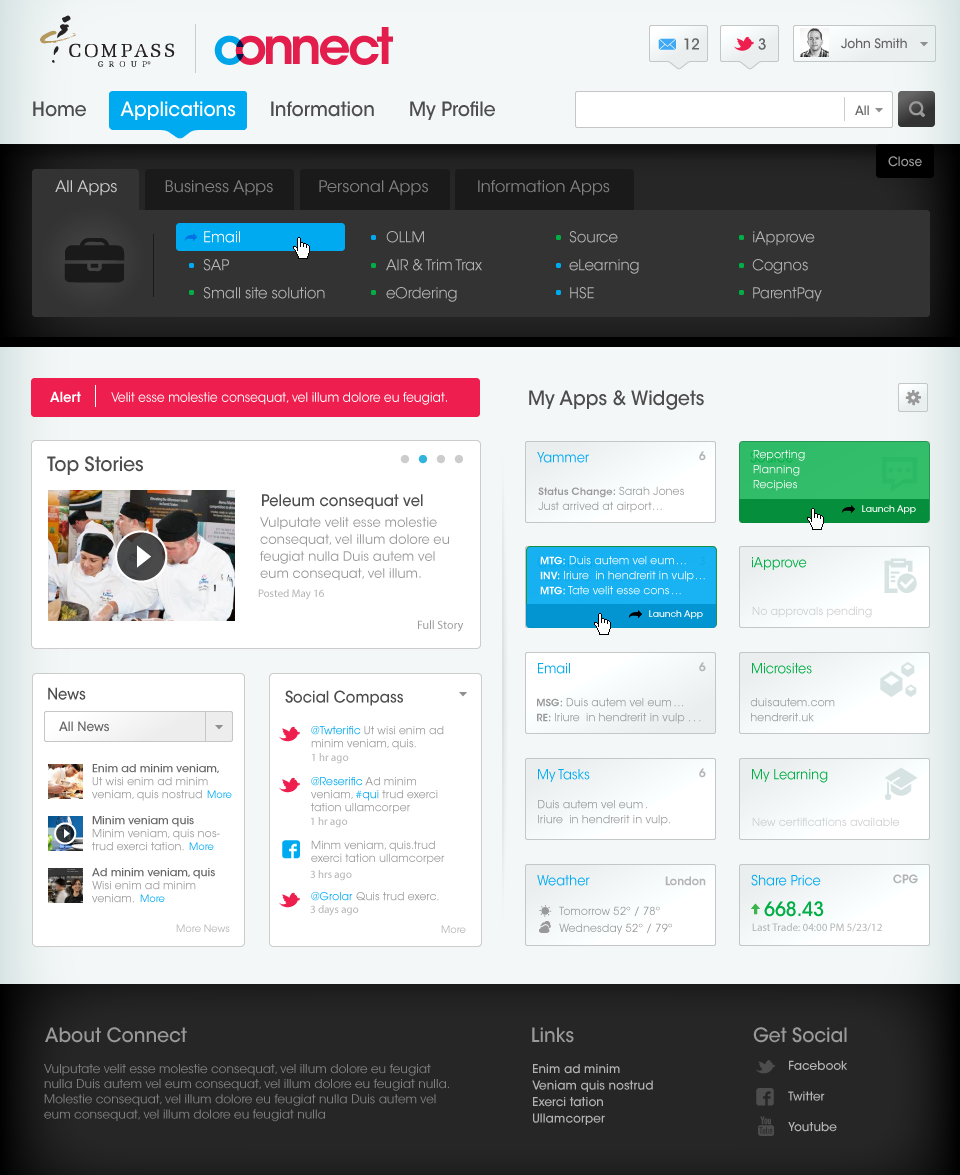 COMPASS
GROUP
connect
12
3
John Smith
Home
Applications
Information
My Profile
All
Close
All Apps
Business Apps
Personal Apps
Information Apps
Email
OLLM
Source
iApprove
SAP
AIR & Trim Trax
eLearning
Cognos
Small site solution
eOrdering
HSE
ParentPay
Alert
Velit esse molestie consequat, vel illum dolore eu feugiat.
Top Stories
Peleum consequat vel
Vulputate velit esse molestie
consequat, vel illum dolore eu
feugiat nulla Duis autem vel
eum consequat, vel illum.
Posted May 16
Full Story
News
All News
Enim ad minim veniam,
Ut wisi enim ad minim
veniam, quis nostrud More
Minim veniam quis
Minim veniam, quis nos-
trud exerci tation. More
Ad minim veniam, quis
Wisi enim ad minim
veniam. More
More News
Social Compass
@Twterific Ut wisi enim ad
minim veniam, quis.
1 hr ago
@Reserific Ad minim
veniam, #qui trud exerci
tation ullamcorper
1 hr ago
Minm veniam, quis.trud
exerci tation ullamcorper
3 hrs ago
@Grolar Quis trud exerc.
3 days ago
More
My Apps & Widgets
Yammer
6
Status Change: Sarah Jones
Just arrived at airport...
Reporting
Planning
Recipies
Launch App
MTG: Duis autem vel eum...
INV: Iriure in hendrerit in vulp...
MTG: Tate velit esse cons...
Launch App
iApprove
No approvals pending
Email
6
MSG: Duis autem vel eum...
RE: Iriure in hendrerit in vulp ...
Microsites
duisautem.com
hendrerit.uk
My Tasks
6
Duis autem vel eum.
Iriure in hendrerit in vulp.
My Learning
New certifications available
Weather
London
Tomorrow 52° / 78°
Wednesday 52° / 79°
Share Price
CPG
668.43
Last Trade: 04:00 PM 5/23/12
About Connect
Vulputate velit esse molestie consequat, vel illum dolore eu feugiat
nulla Duis autem vel eum consequat, vel illum dolore eu feugiat nulla.
Molestie consequat, vel illum dolore eu feugiat nulla Duis autem vel
eum consequat, vel illum dolore eu feugiat nulla
Links
Enim ad minim
Veniam quis nostrud
Exerci tation
Ullamcorper
Get Social
Facebook
Twitter
You
Tube
Youtube